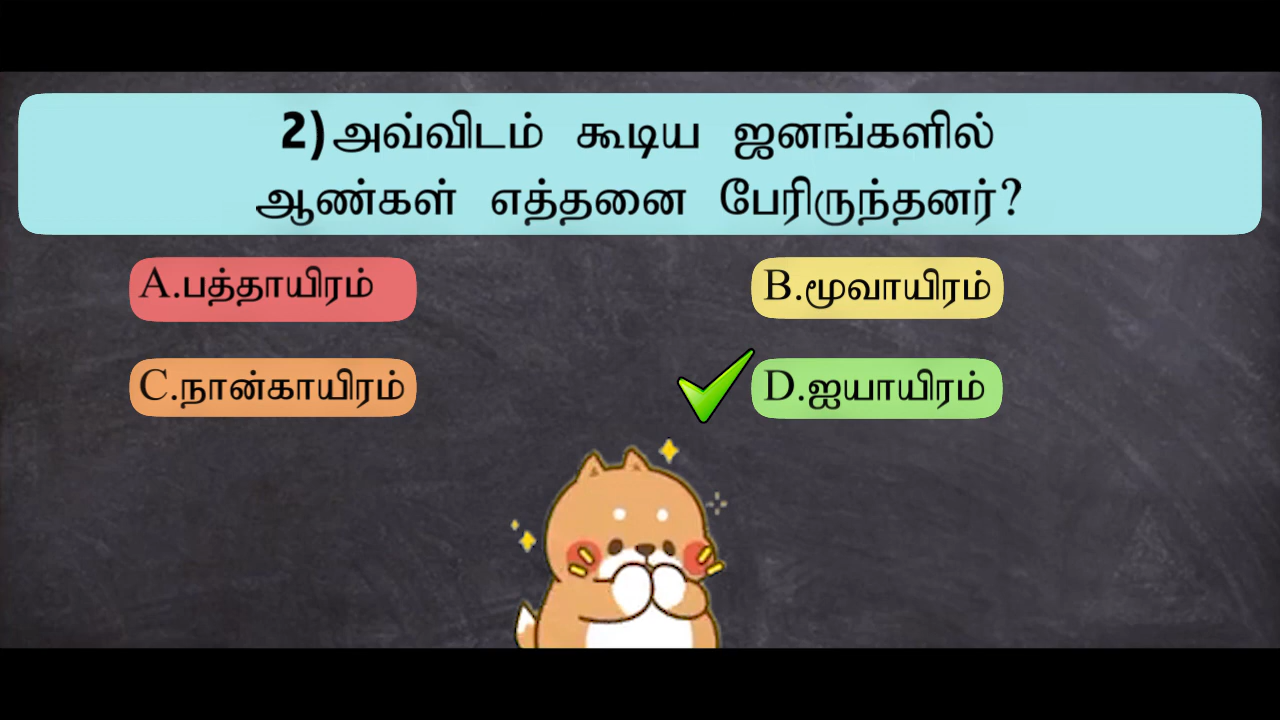 2)அவ்விடம் கூடிய ஜனங்களில்
ஆண்கள் எத்தனை பேரிருந்தனர்?
A.பத்தாயிரம்
B.மூவாயிரம்
C.நான்காயிரம்
D.ஐயாயிரம்